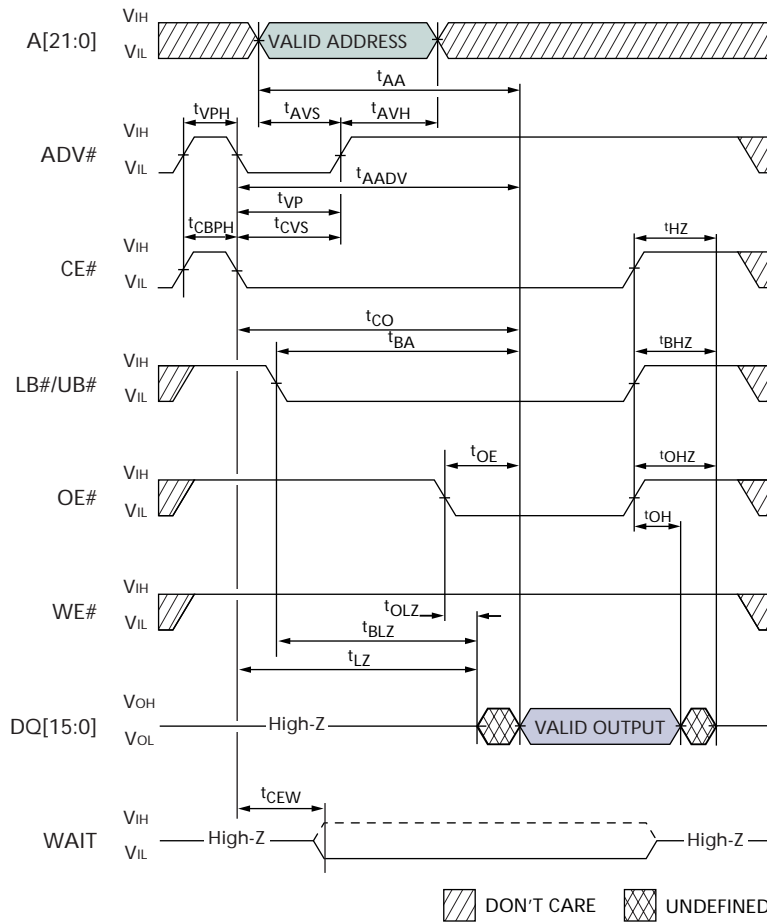 VIH
A[21:0] VALID ADDRESS
VIL
tAA
tVPH tAVS tAVH
VIH
ADV#
VIL
tAADV
tVP
tCBPH tCVS tHZ
VIH
CE#
VIL
tCO
tBA tBHZ
VIH
LB#/UB#
VIL
tOE tOHZ
VIH
OE#
VIL
tOH
VIH
WE#
VIL
tOLZ
tBLZ
tLZ
VOH
DQ[15:0] High-Z VALID OUTPUT
VOL
tCEW
VIH
WAIT High-Z High-Z
VIL
DON'T CARE UNDEFINED